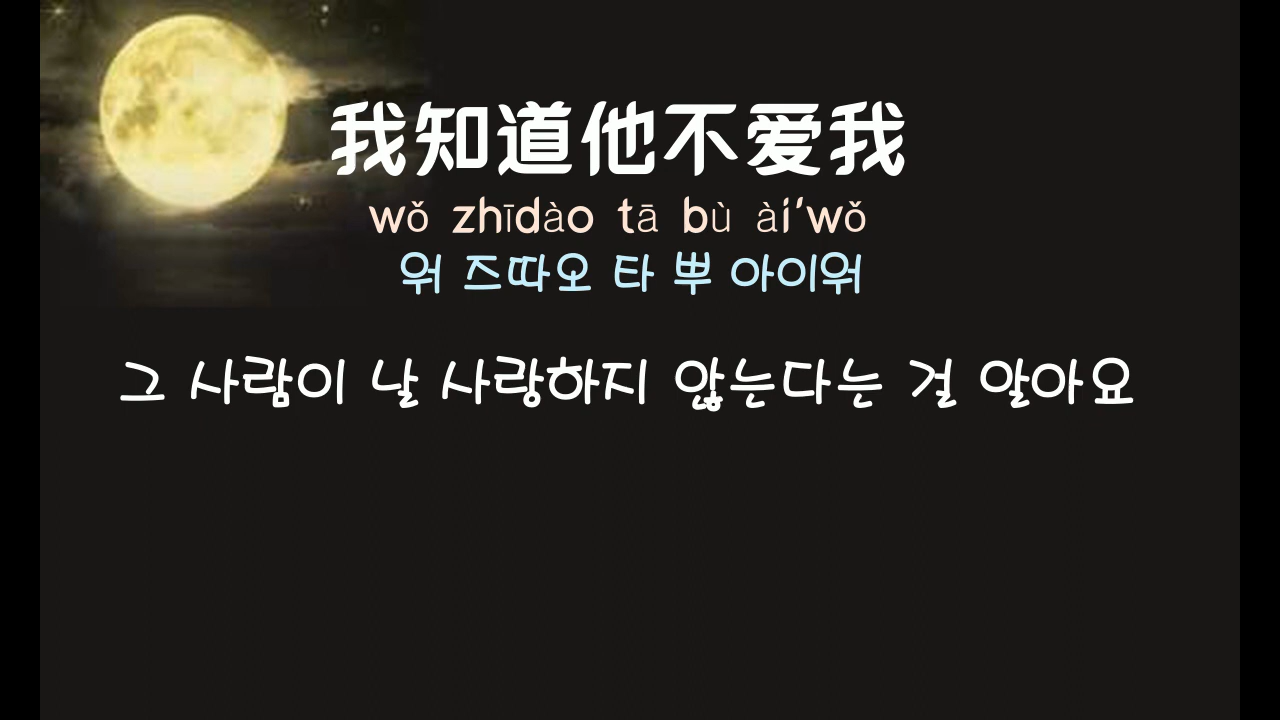 我知道他不爱我
wǒ zhīdào tā bù ài'wǒ
워 즈따오 타 뿌 아이워
그 사람이 날 사랑하지 않는다는 걸 알아요